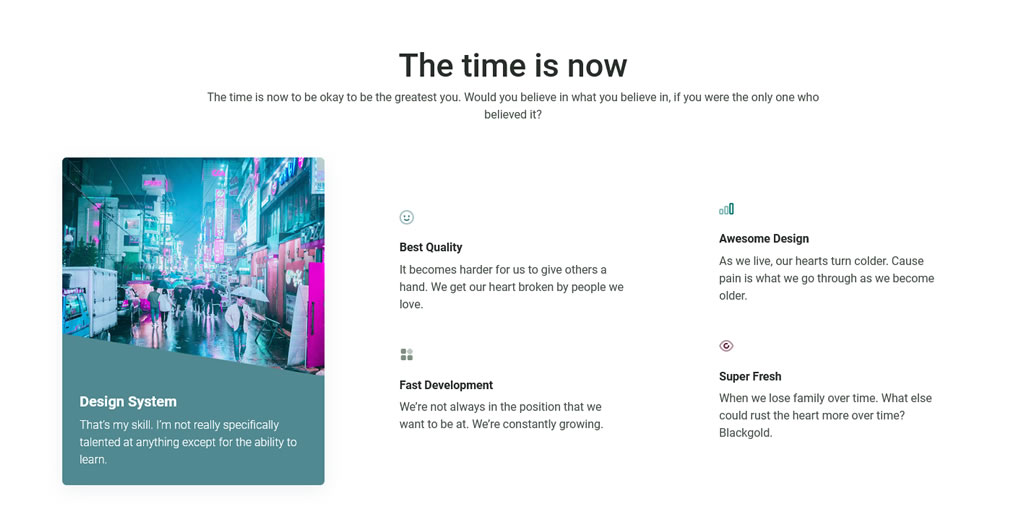 The time is now
The time is now to be okay to be the greatest you. Would you believe in what you believe in, if you were the only one who
believed it?
Design System
That’s my skill. I’m not really specifically
talented at anything except for the ability to
learn.
Best Quality
It becomes harder for us to give others a
hand. We get our heart broken by people we
love.
Fast Development
We’re not always in the position that we
want to be at. We’re constantly growing.
Awesome Design
As we live, our hearts turn colder. Cause
pain is what we go through as we become
older.
Super Fresh
When we lose family over time. What else
could rust the heart more over time?
Blackgold.